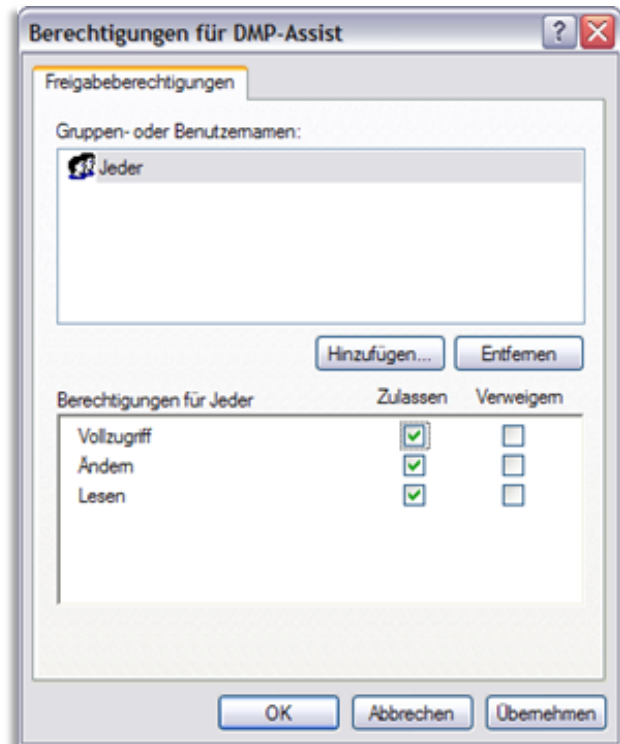 Berechtigungen für DMP-Assist
Freigabeberechtigungen
Gruppen- oder Benutzernamen:
Jeder
Hinzufügen... Entfernen
Berechtigungen für Jeder Zulassen Verweigern
Vollzugriff
Ändern
Lesen
OK Abbrechen Übernehmen